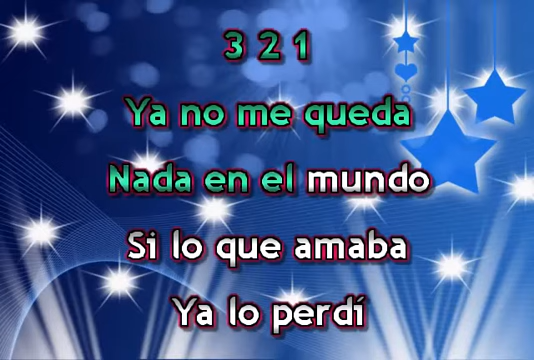 3 2 1
Ya no me queda
Nada en el mundo
Si lo que amaba
Ya lo perdí